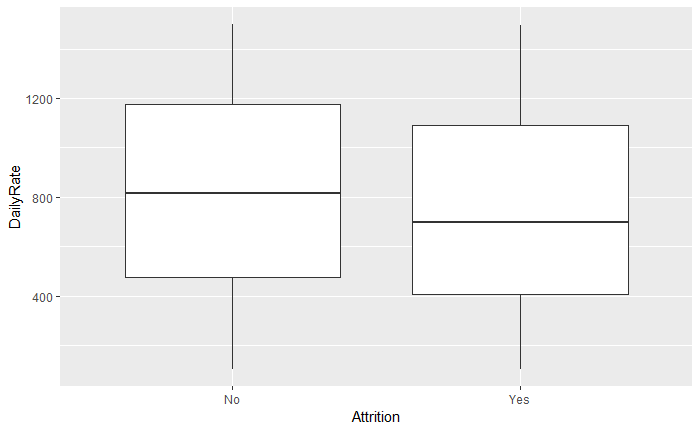 DailyRate
1200
800
400
No
Yes
Attrition